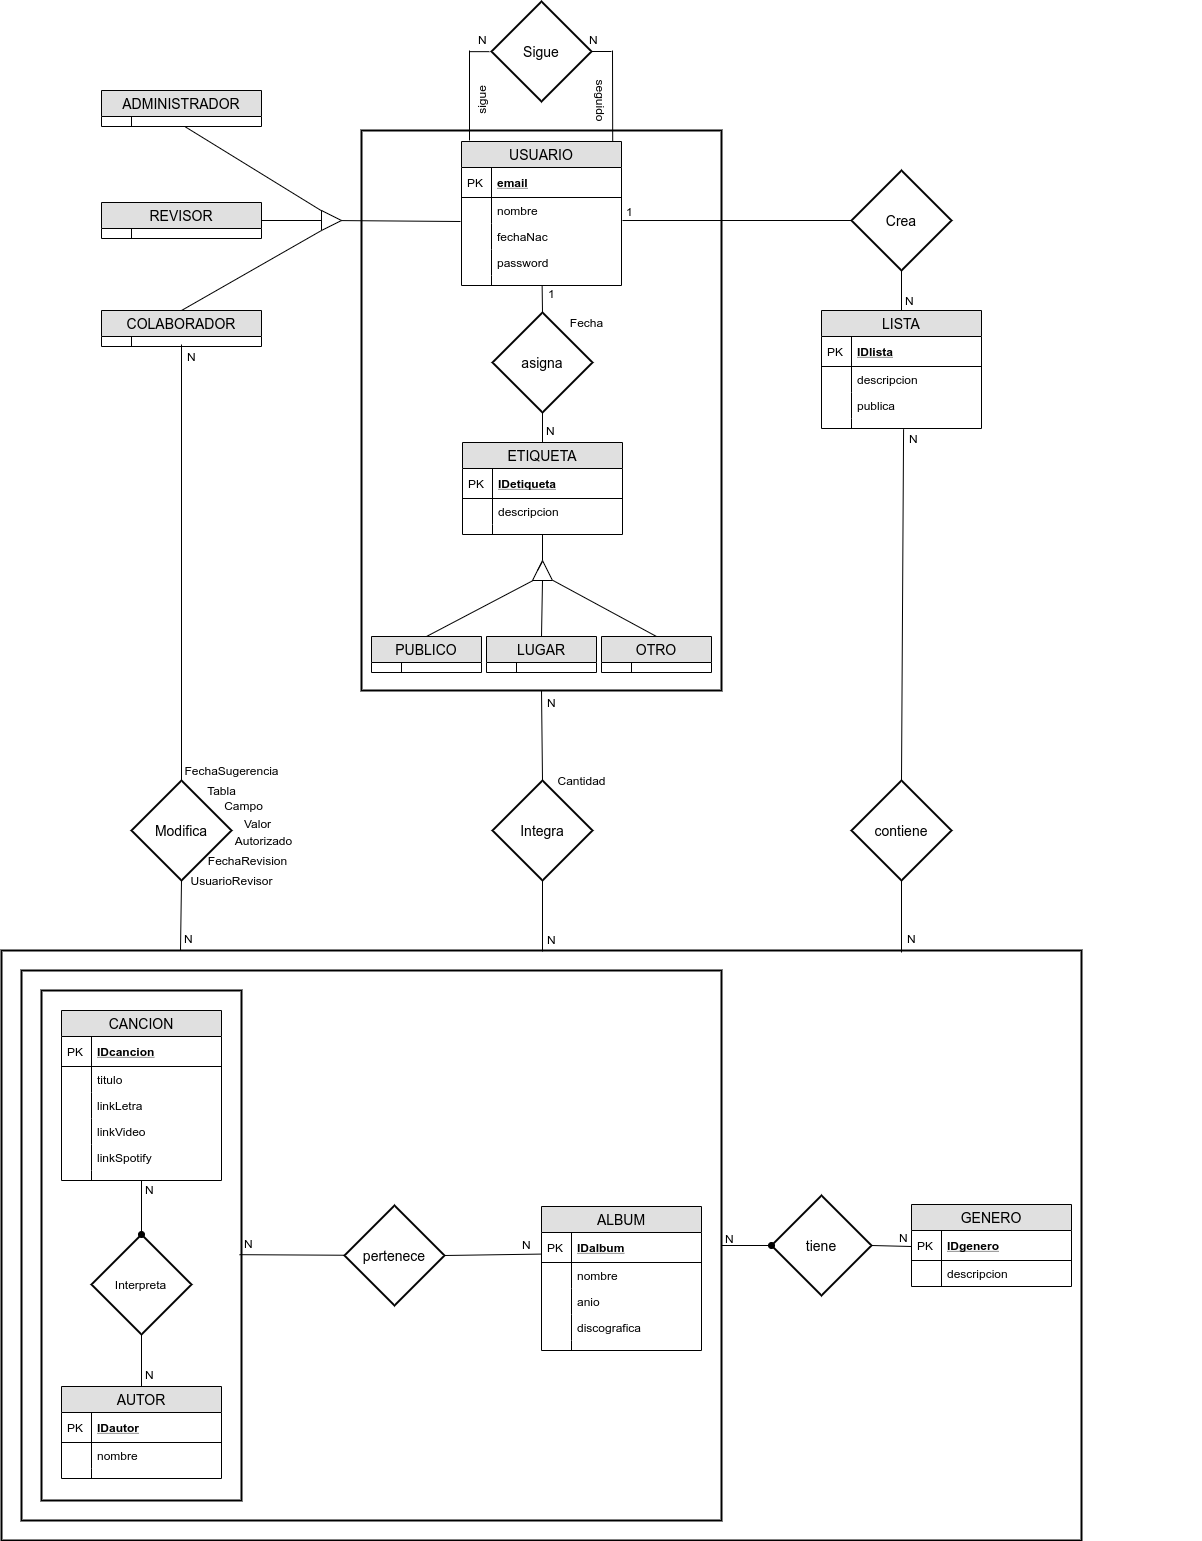 Sigue
N
N
sigue
seguido
ADMINISTRADOR
REVISOR
COLABORADOR
N
USUARIO
PK email
nombre
fechaNac
password
1
1
Crea
N
LISTA
PK IDlista
descripcion
publica
N
Fecha
asigna
N
ETIQUETA
PK IDetiqueta
descripcion
PUBLICO
LUGAR
OTRO
N
FechaSugerencia
Tabla
Campo
Valor
Autorizado
FechaRevision
UsuarioRevisor
Modifica
N
Cantidad
Integra
N
contiene
N
CANCION
PK IDcancion
titulo
linkLetra
linkVideo
linkSpotify
N
Interpreta
N
AUTOR
PK IDautor
nombre
N
pertenece
N
ALBUM
PK IDalbum
nombre
anio
discografica
N
tiene
N
GENERO
PK IDgenero
descripcion